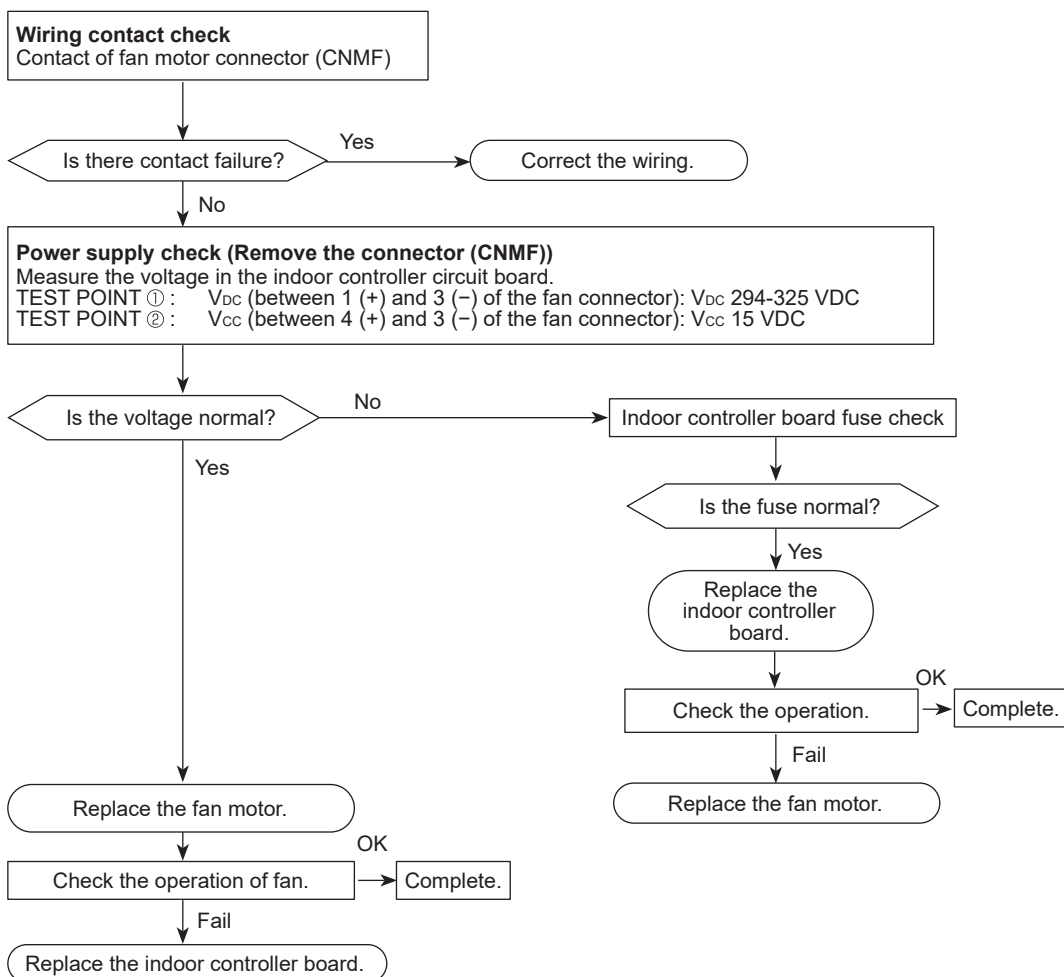 Wiring contact check
Contact of fan motor connector (CNMF)
Is there contact failure?
Yes
Correct the wiring.
No
Power supply check (Remove the connector (CNMF))
Measure the voltage in the indoor controller circuit board.
TEST POINT ① : VDC (between 1 (+) and 3 (−) of the fan connector): VDC 294-325 VDC
TEST POINT ② : VCC (between 4 (+) and 3 (−) of the fan connector): VCC 15 VDC
Is the voltage normal?
No
Indoor controller board fuse check
Yes
Is the fuse normal?
Yes
Replace the
indoor controller
board.
Check the operation.
OK
Complete.
Fail
Replace the fan motor.
Replace the fan motor.
OK
Check the operation of fan.
Complete.
Fail
Replace the indoor controller board.